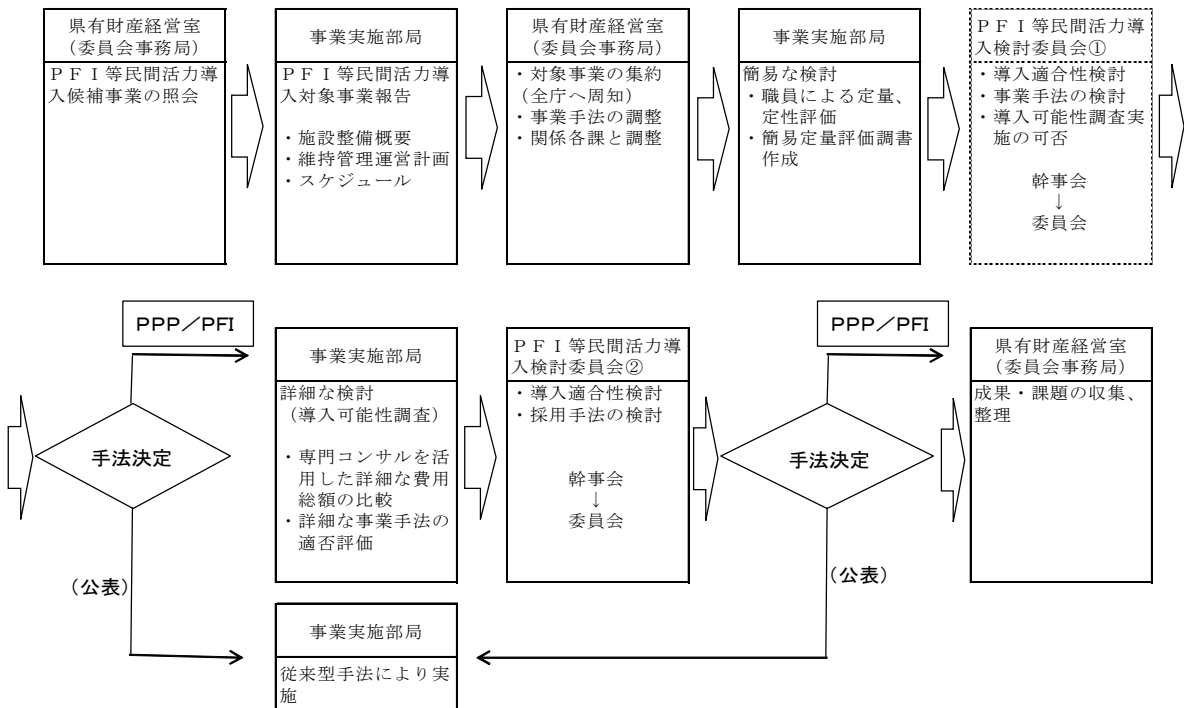 県有財産経営室
（委員会事務局）
ＰＦＩ等民間活力導
入候補事業の照会
事業実施部局
ＰＦＩ等民間活力導
入対象事業報告
・施設整備概要
・維持管理運営計画
・スケジュール
県有財産経営室
（委員会事務局）
・対象事業の集約
（全庁へ周知）
・事業手法の調整
・関係各課と調整
事業実施部局
簡易な検討
・職員による定量、
定性評価
・簡易定量評価調書
作成
ＰＦＩ等民間活力導
入検討委員会①
・導入適合性検討
・事業手法の検討
・導入可能性調査実
施の可否
幹事会
↓
委員会
手法決定
PPP／PFI
（公表）
事業実施部局
詳細な検討
（導入可能性調査）
・専門コンサルを活
用した詳細な費用
総額の比較
・詳細な事業手法の
適否評価
ＰＦＩ等民間活力導
入検討委員会②
・導入適合性検討
・採用手法の検討
幹事会
↓
委員会
手法決定
PPP／PFI
（公表）
県有財産経営室
（委員会事務局）
成果・課題の収集、
整理
事業実施部局
従来型手法により実
施